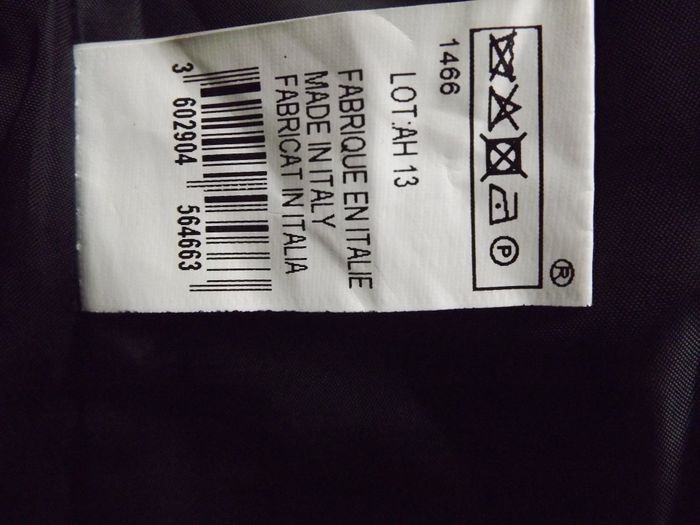 ®
P
1466
LOT:AH 13
FABRIQUE EN ITALIE
MADE IN ITALY
FABRICAT IN ITALIA
3 602904 564663